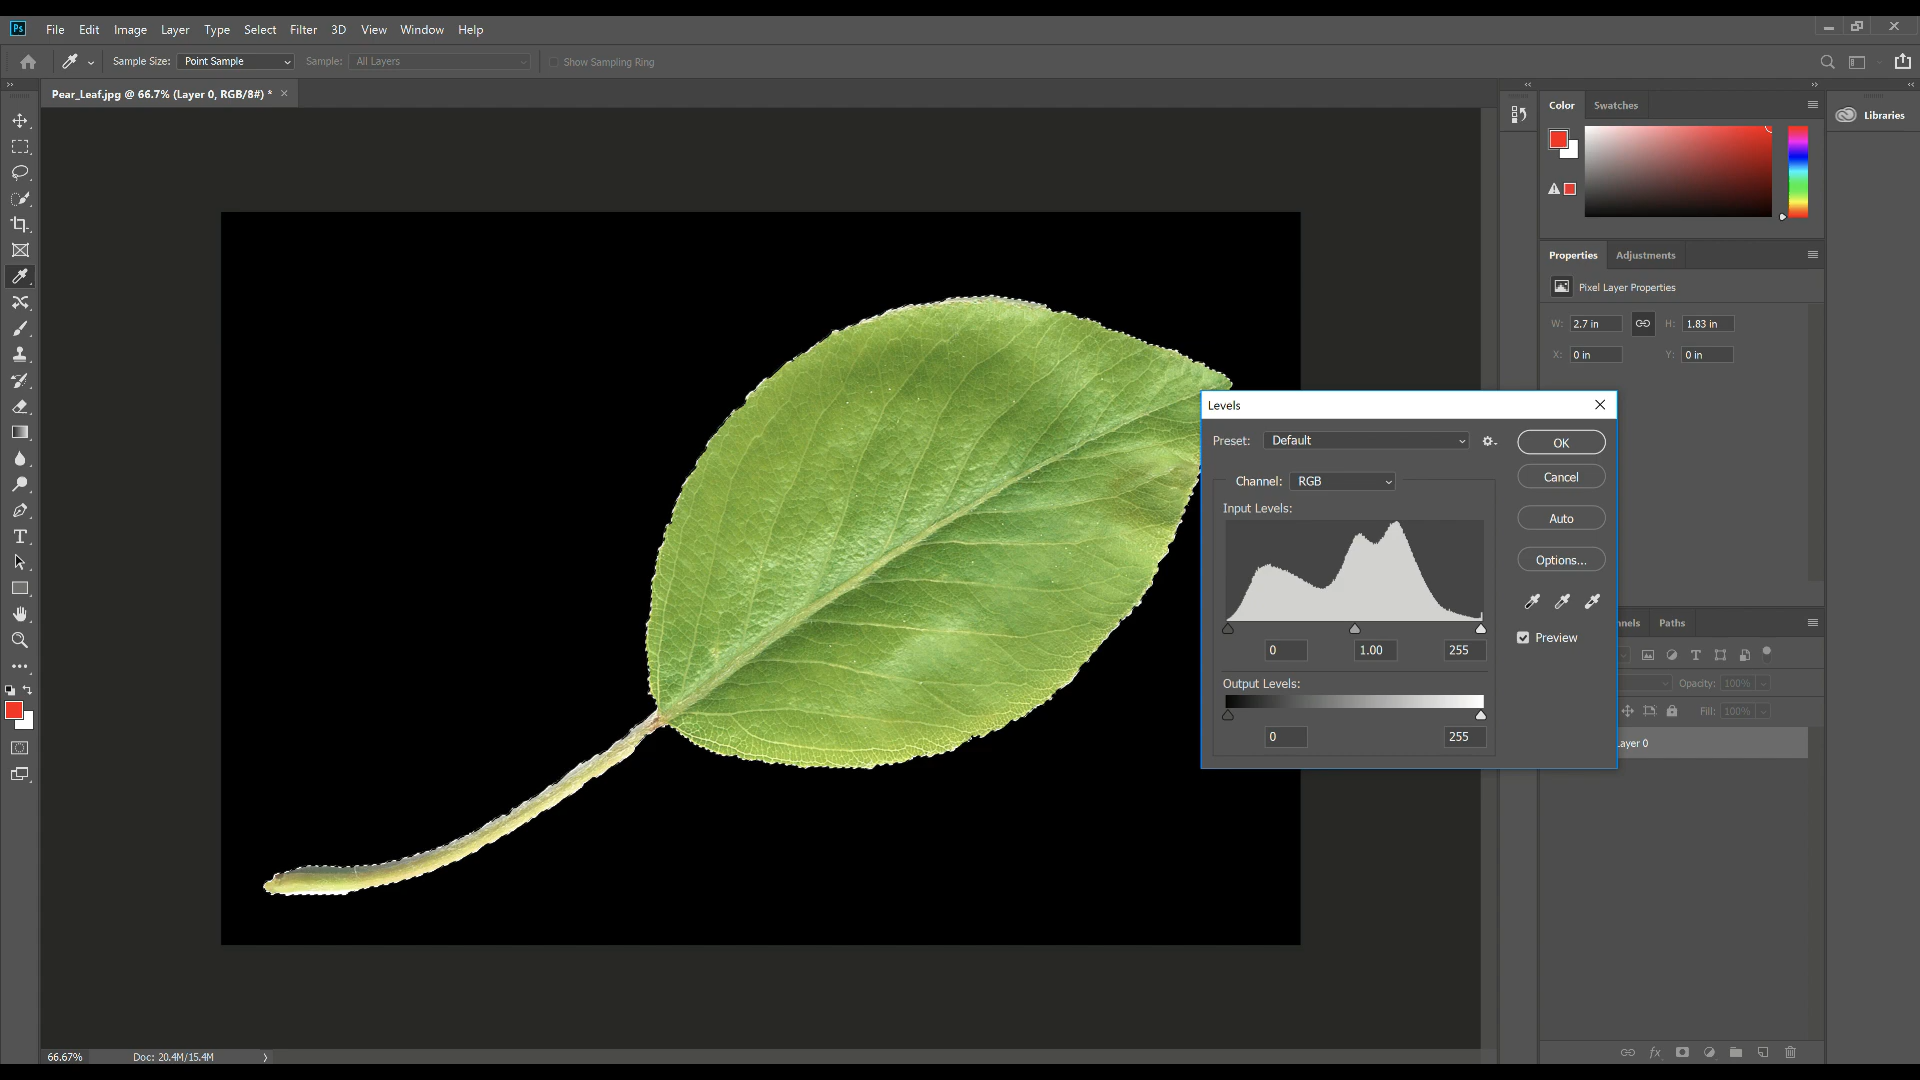 Ps File Edit Image Layer Type Select Filter 3D View Window Help
Sample Size: Point Sample Sample: All Layers Show Sampling Ring
Pear_Leaf.jpg @ 66.7% (Layer 0, RGB/8#) * ×
Color Swatches
Libraries
Properties Adjustments
Pixel Layer Properties
W: 2.7 in H: 1.83 in
X: 0 in Y: 0 in
Levels
Preset: Default
OK
Channel: RGB
Cancel
Input Levels:
Auto
Options...
0 1.00 255
Preview
Output Levels:
0 255
nnels Paths
Opacity: 100%
Fill: 100%
ayer 0
66.67% Doc: 20.4M/15.4M